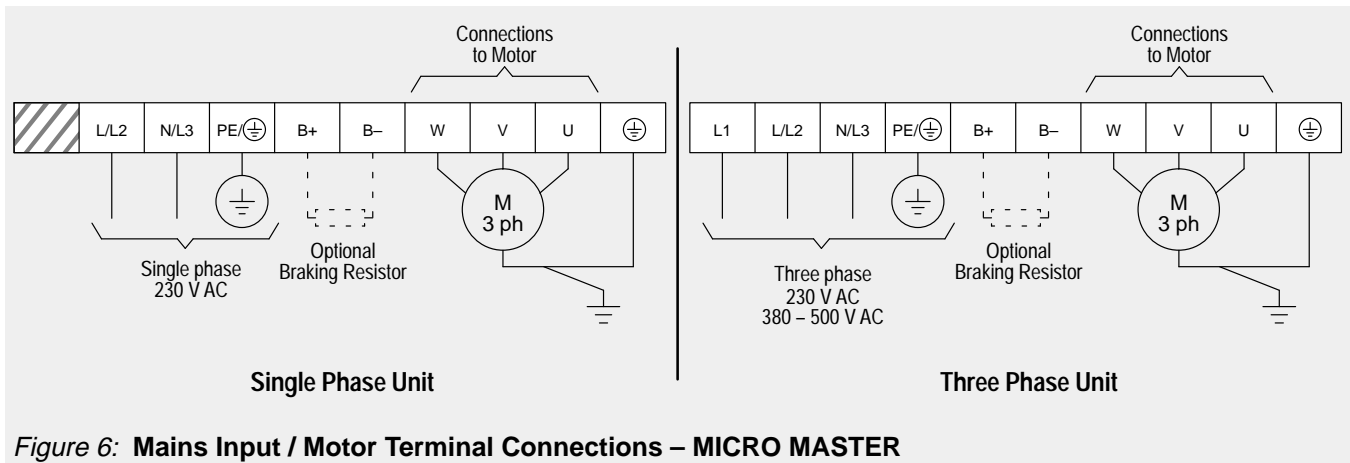 Connections
to Motor
L/L2 N/L3 PE/ B+ B– W V U
M
3 ph
Optional
Braking Resistor
Single phase
230 V AC
Single Phase Unit
Connections
to Motor
L1 L/L2 N/L3 PE/ B+ B– W V U
M
3 ph
Optional
Braking Resistor
Three phase
230 V AC
380 – 500 V AC
Three Phase Unit
Figure 6: Mains Input / Motor Terminal Connections – MICRO MASTER